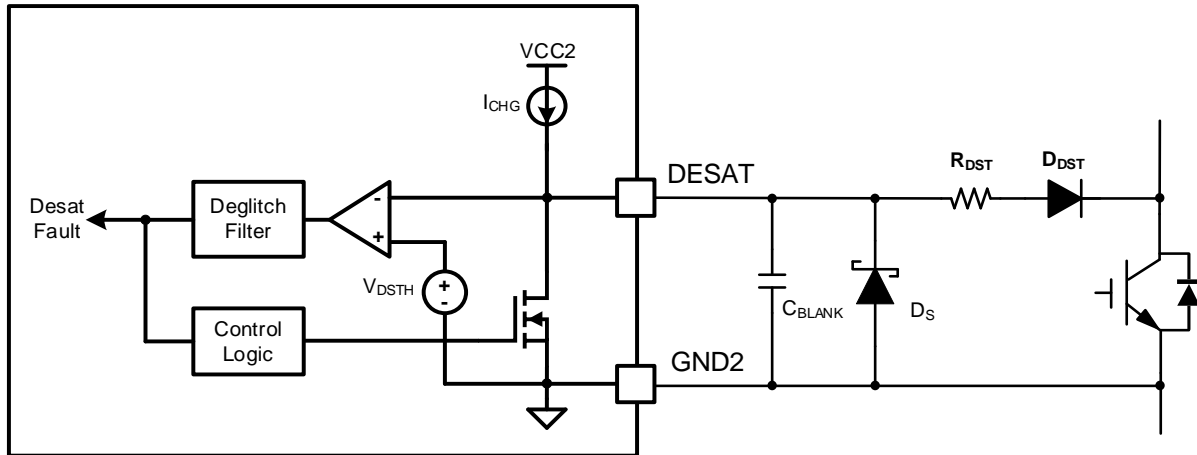 VCC2
ICHG
DESAT
RDST
DDST
Desat
Fault
Deglitch
Filter
-
+
VDSTH
+
-
CBLANK
DS
Control
Logic
GND2